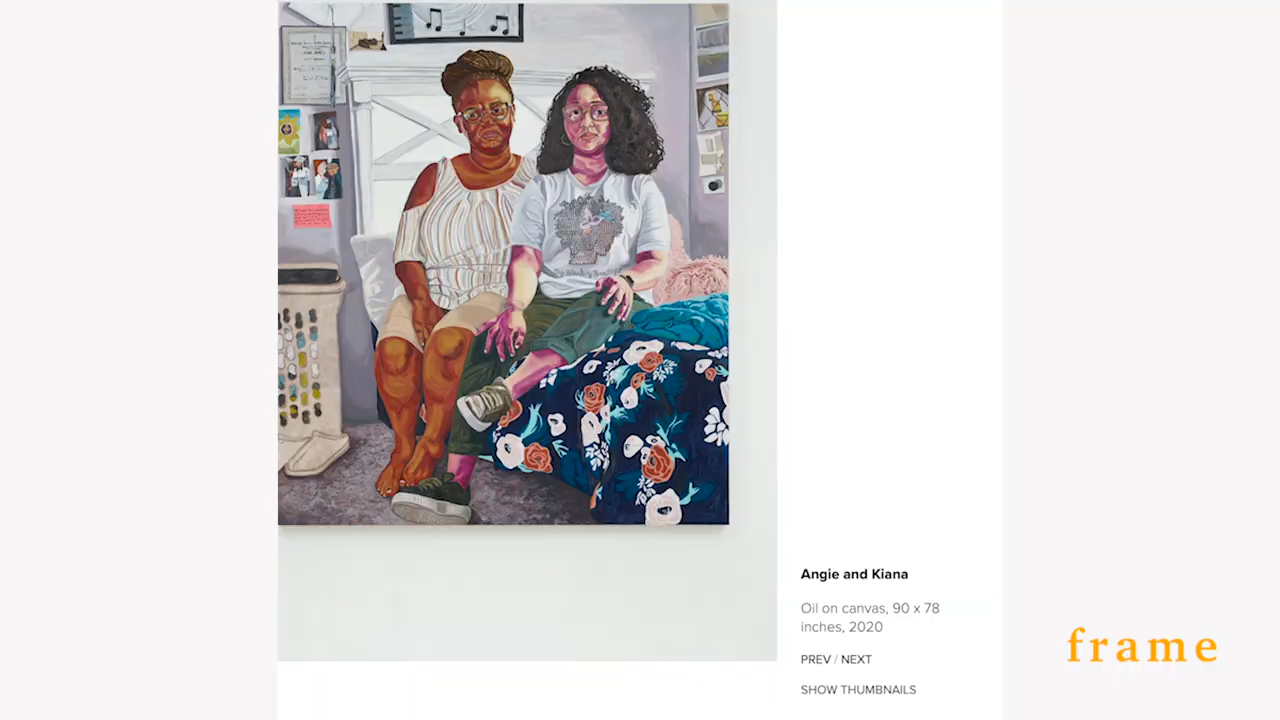 Angie and Kiana
Oil on canvas, 90 x 78
inches, 2020
PREV / NEXT
SHOW THUMBNAILS
frame